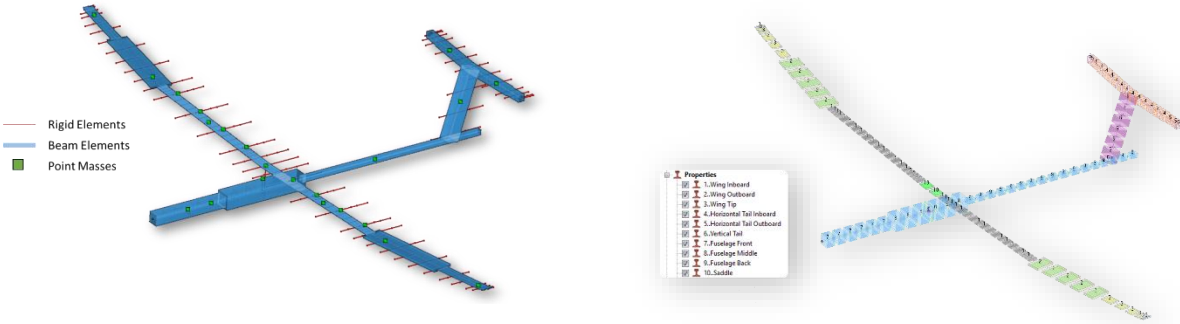 Rigid Elements
Beam Elements
Point Masses
Properties
1..Wing Inboard
2..Wing Outboard
3..Wing Tip
4..Horizontal Tail Inboard
5..Horizontal Tail Outboard
6..Vertical Tail
7..Fuselage Front
8..Fuselage Middle
9..Fuselage Back
10..Saddle